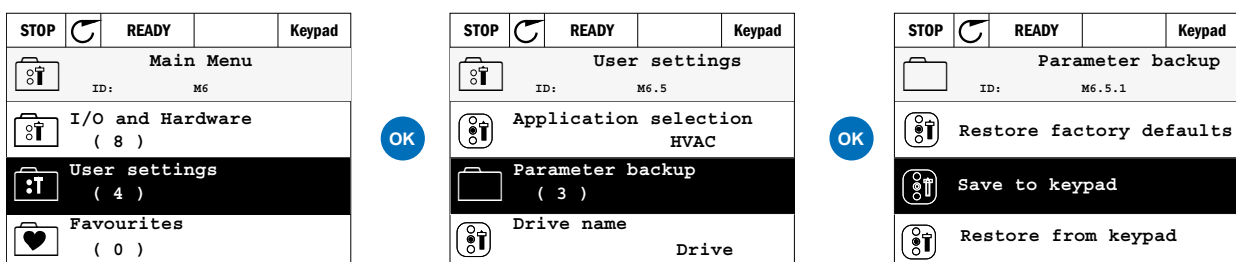 STOP READY Keypad
Main Menu
ID: M6
I/O and Hardware
( 8 )
User settings
( 4 )
Favourites
( 0 )
OK
STOP READY Keypad
User settings
ID: M6.5
Application selection
HVAC
Parameter backup
( 3 )
Drive name
Drive
OK
STOP READY Keypad
Parameter backup
ID: M6.5.1
Restore factory defaults
Save to keypad
Restore from keypad